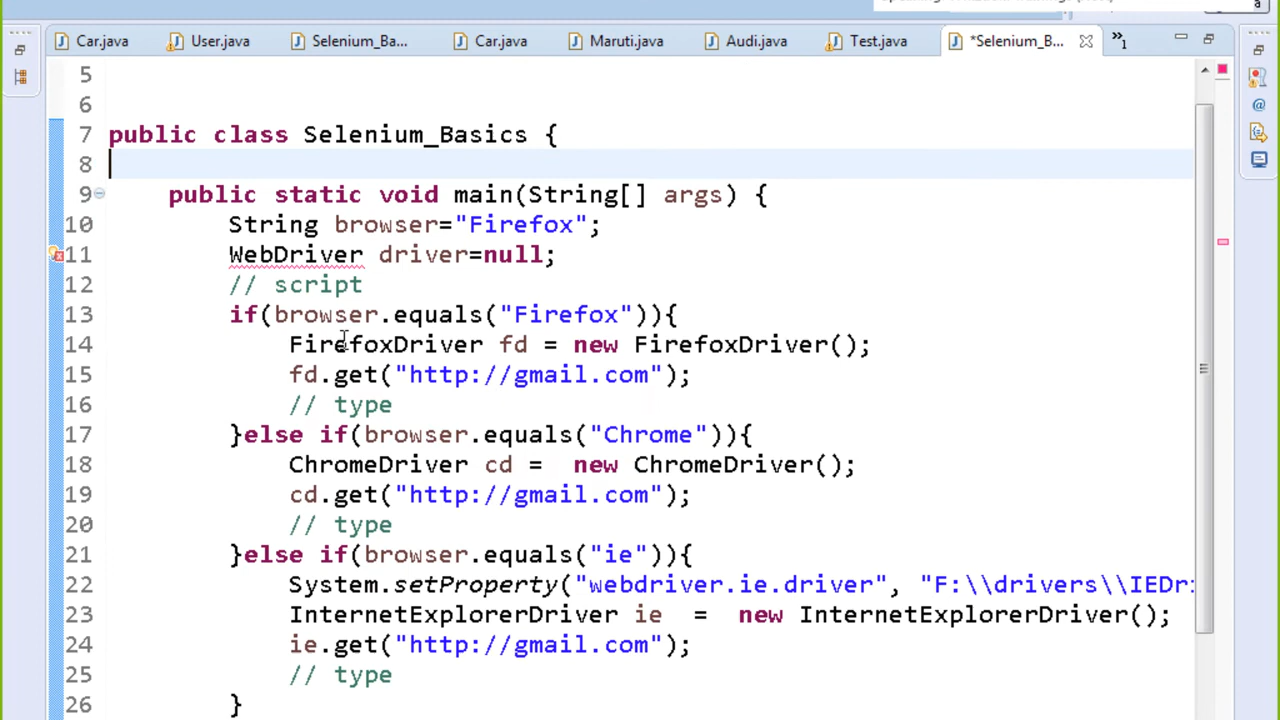 Car.java User.java Selenium_Ba... Car.java Maruti.java Audi.java Test.java *Selenium_B... »1
5
6
7 public class Selenium_Basics {
8
9 public static void main(String[] args) {
10 String browser="Firefox";
11 WebDriver driver=null;
12 // script
13 if(browser.equals("Firefox")){
14 FirefoxDriver fd = new FirefoxDriver();
15 fd.get("http://gmail.com");
16 // type
17 }else if(browser.equals("Chrome")){
18 ChromeDriver cd = new ChromeDriver();
19 cd.get("http://gmail.com");
20 // type
21 }else if(browser.equals("ie")){
22 System.setProperty("webdriver.ie.driver", "F:\\drivers\\IEDri
23 InternetExplorerDriver ie = new InternetExplorerDriver();
24 ie.get("http://gmail.com");
25 // type
26 }